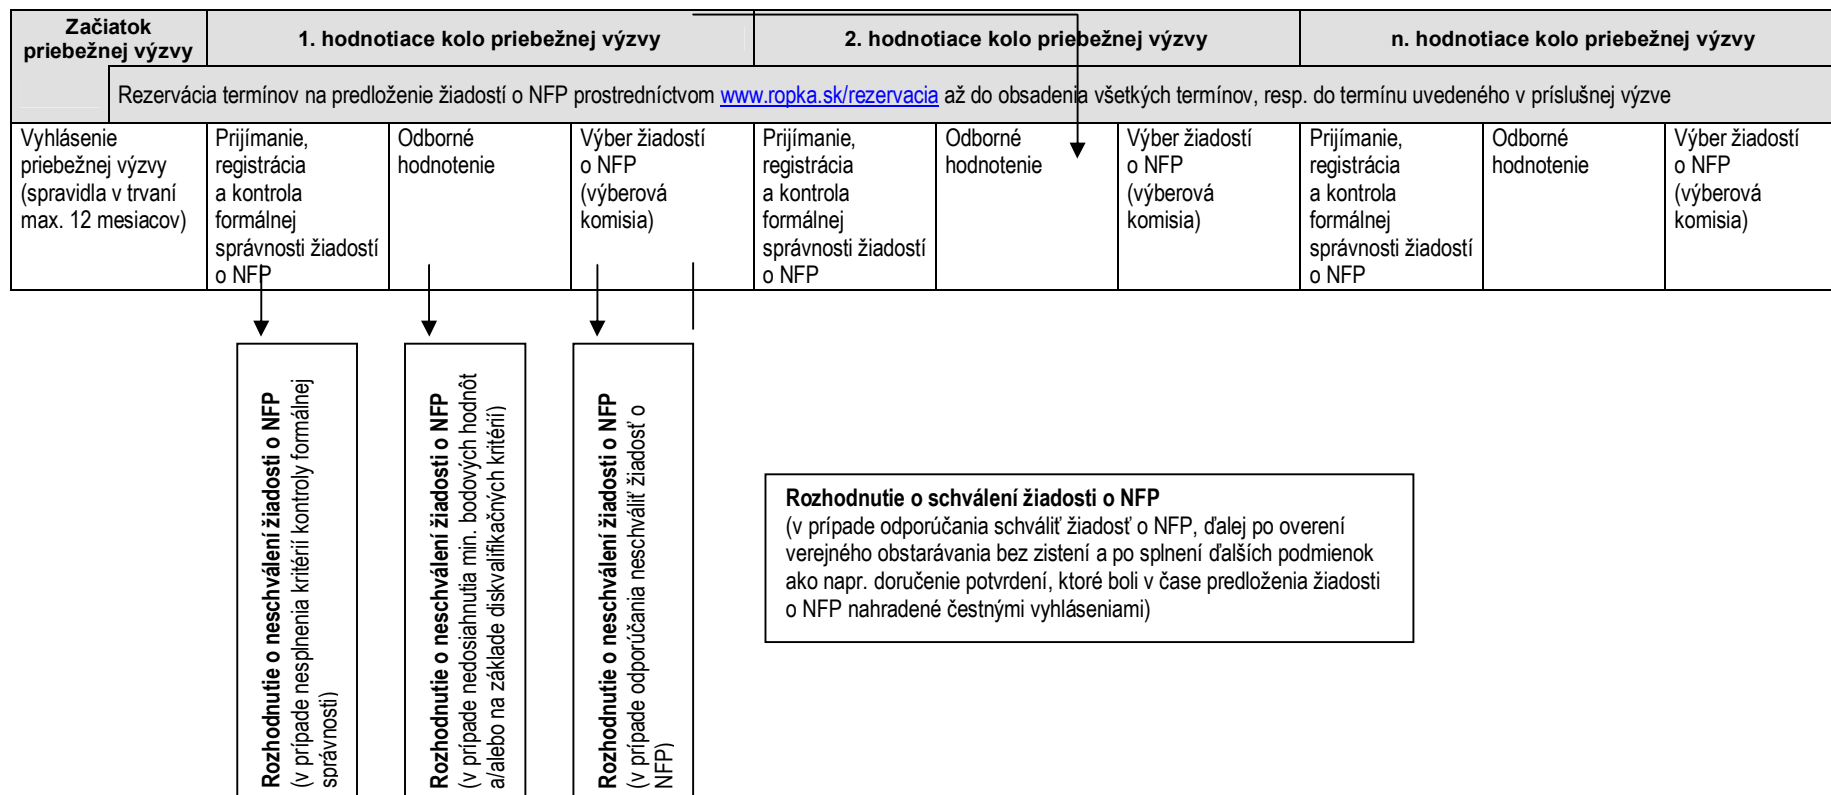 Začiatok
priebežnej výzvy
1. hodnotiace kolo priebežnej výzvy
2. hodnotiace kolo priebežnej výzvy
n. hodnotiace kolo priebežnej výzvy
Rezervácia termínov na predloženie žiadostí o NFP prostredníctvom www.ropka.sk/rezervacia až do obsadenia všetkých termínov, resp. do termínu uvedeného v príslušnej výzve
Vyhlásenie
priebežnej výzvy
(spravidla v trvaní
max. 12 mesiacov)
Prijímanie,
registrácia
a kontrola
formálnej
správnosti žiadostí
o NFP
Odborné
hodnotenie
Výber žiadostí
o NFP
(výberová
komisia)
Prijímanie,
registrácia
a kontrola
formálnej
správnosti žiadostí
o NFP
Odborné
hodnotenie
Výber žiadostí
o NFP
(výberová
komisia)
Prijímanie,
registrácia
a kontrola
formálnej
správnosti žiadostí
o NFP
Odborné
hodnotenie
Výber žiadostí
o NFP
(výberová
komisia)
Rozhodnutie o neschválení žiadosti o NFP
(v prípade nesplnenia kritérií kontroly formálnej
správnosti)
Rozhodnutie o neschválení žiadosti o NFP
(v prípade nedosiahnutia min. bodových hodnôt
a/alebo na základe diskvalifikačných kritérií)
Rozhodnutie o neschválení žiadosti o NFP
(v prípade odporúčania neschváliť žiadosť o
NFP)
Rozhodnutie o schválení žiadosti o NFP
(v prípade odporúčania schváliť žiadosť o NFP, ďalej po overení
verejného obstarávania bez zistení a po splnení ďalších podmienok
ako napr. doručenie potvrdení, ktoré boli v čase predloženia žiadosti
o NFP nahradené čestnými vyhláseniami)